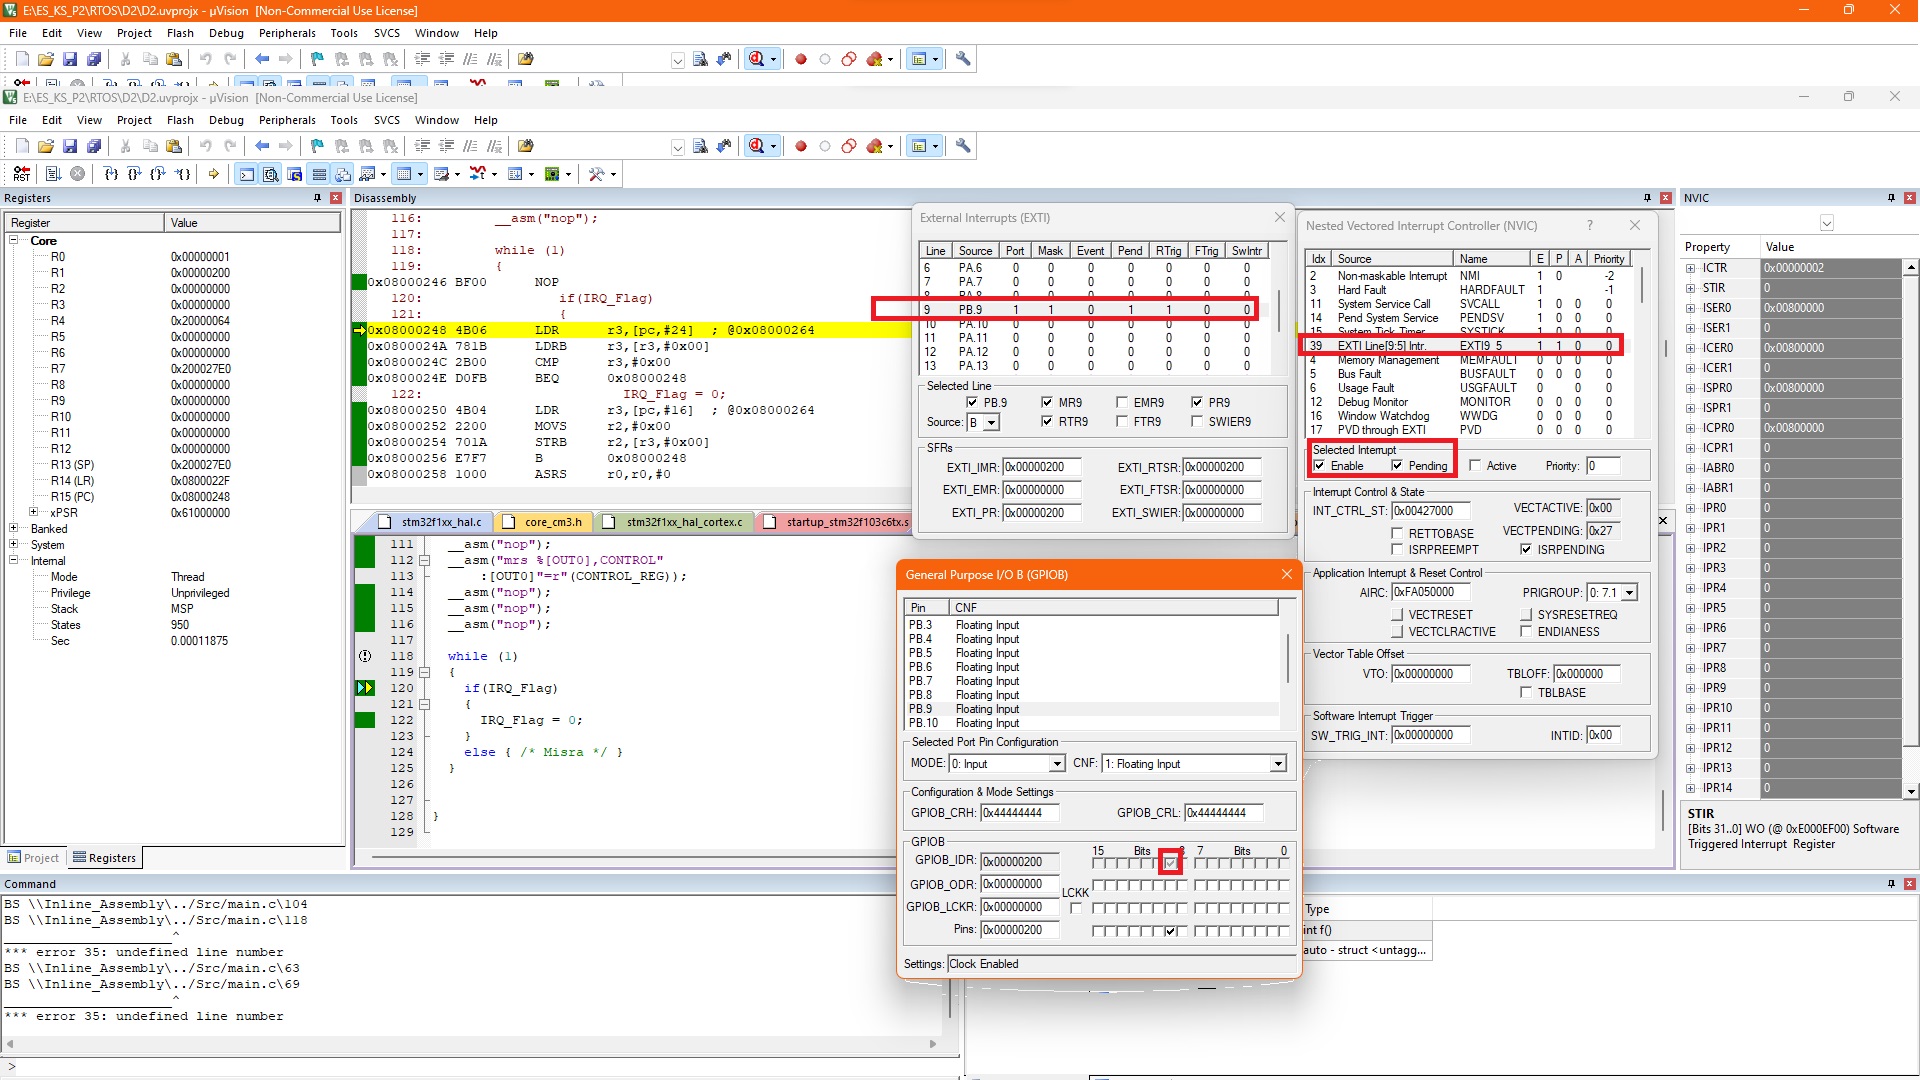 E:\ES_KS_P2\RTOS\D2\D2.uvprojx - µVision [Non-Commercial Use License]
File Edit View Project Flash Debug Peripherals Tools SVCS Window Help
E:\ES_KS_P2\RTOS\D2\D2.uvprojx - µVision [Non-Commercial Use License]
File Edit View Project Flash Debug Peripherals Tools SVCS Window Help
RST
Registers
Register Value
Core
R0 0x00000001
R1 0x00000200
R2 0x00000000
R3 0x00000000
R4 0x20000064
R5 0x00000000
R6 0x00000000
R7 0x200027E0
R8 0x00000000
R9 0x00000000
R10 0x00000000
R11 0x00000000
R12 0x00000000
R13 (SP) 0x200027E0
R14 (LR) 0x0800022F
R15 (PC) 0x08000248
xPSR 0x61000000
Banked
System
Internal
Mode Thread
Privilege Unprivileged
Stack MSP
States 950
Sec 0.00011875
Project Registers
Disassembly
116: __asm("nop");
117:
118: while (1)
119: {
0x08000246 BF00 NOP
120: if(IRQ_Flag)
121: {
0x08000248 4B06 LDR r3,[pc,#24] ; @0x08000264
0x0800024A 781B LDRB r3,[r3,#0x00]
0x0800024C 2B00 CMP r3,#0x00
0x0800024E D0FB BEQ 0x08000248
122: IRQ_Flag = 0;
0x08000250 4B04 LDR r3,[pc,#16] ; @0x08000264
0x08000252 2200 MOVS r2,#0x00
0x08000254 701A STRB r2,[r3,#0x00]
0x08000256 E7F7 B 0x08000248
0x08000258 1000 ASRS r0,r0,#0
stm32f1xx_hal.c core_cm3.h stm32f1xx_hal_cortex.c startup_stm32f103c6tx.s
111 __asm("nop");
112 __asm("mrs %[OUT0],CONTROL"
113 :[OUT0]"=r"(CONTROL_REG));
114 __asm("nop");
115 __asm("nop");
116 __asm("nop");
117
118 while (1)
119 {
120 if(IRQ_Flag)
121 {
122 IRQ_Flag = 0;
123 }
124 else { /* Misra */ }
125 }
126
127
128 }
129
External Interrupts (EXTI)
Line Source Port Mask Event Pend RTrig FTrig SwIntr
6 PA.6 0 0 0 0 0 0 0
7 PA.7 0 0 0 0 0 0 0
8 PA.8 0 0 0 0 0 0 0
9 PB.9 1 1 0 1 1 0 0
10 PA.10 0 0 0 0 0 0 0
11 PA.11 0 0 0 0 0 0 0
12 PA.12 0 0 0 0 0 0 0
13 PA.13 0 0 0 0 0 0 0
Selected Line
PB.9 MR9 EMR9 PR9
Source: B RTR9 FTR9 SWIER9
SFRs
EXTI_IMR: 0x00000200 EXTI_RTSR: 0x00000200
EXTI_EMR: 0x00000000 EXTI_FTSR: 0x00000000
EXTI_PR: 0x00000200 EXTI_SWIER: 0x00000000
General Purpose I/O B (GPIOB)
Pin CNF
PB.3 Floating Input
PB.4 Floating Input
PB.5 Floating Input
PB.6 Floating Input
PB.7 Floating Input
PB.8 Floating Input
PB.9 Floating Input
PB.10 Floating Input
Selected Port Pin Configuration
MODE: 0: Input CNF: 1: Floating Input
Configuration & Mode Settings
GPIOB_CRH: 0x44444444 GPIOB_CRL: 0x44444444
GPIOB
15 Bits 8 7 Bits 0
GPIOB_IDR: 0x00000200
GPIOB_ODR: 0x00000000
LCKK
GPIOB_LCKR: 0x00000000
Pins: 0x00000200
Settings: Clock Enabled
Nested Vectored Interrupt Controller (NVIC) ?
Idx Source Name E P A Priority
2 Non-maskable Interrupt NMI 1 0 -2
3 Hard Fault HARDFAULT 1 -1
11 System Service Call SVCALL 1 0 0 0
14 Pend System Service PENDSV 1 0 0 0
15 System Tick Timer SYSTICK
39 EXTI Line[9:5] Intr. EXTI9_5 1 1 0 0
4 Memory Management MEMFAULT 0 0 0 0
5 Bus Fault BUSFAULT 0 0 0 0
6 Usage Fault USGFAULT 0 0 0 0
12 Debug Monitor MONITOR 0 0 0 0
16 Window Watchdog WWDG 0 0 0 0
17 PVD through EXTI PVD 0 0 0 0
Selected Interrupt
Enable Pending Active Priority: 0
Interrupt Control & State
INT_CTRL_ST: 0x00427000 VECTACTIVE: 0x00
RETTOBASE VECTPENDING: 0x27
ISRPREEMPT ISRPENDING
Application Interrupt & Reset Control
AIRC: 0xFA050000 PRIGROUP: 0: 7.1
VECTRESET SYSRESETREQ
VECTCLRACTIVE ENDIANESS
Vector Table Offset
VTO: 0x00000000 TBLOFF: 0x000000
TBLBASE
Software Interrupt Trigger
SW_TRIG_INT: 0x00000000 INTID: 0x00
NVIC
Property Value
ICTR 0x00000002
STIR 0
ISER0 0x00800000
ISER1 0
ICER0 0x00800000
ICER1 0
ISPR0 0x00800000
ISPR1 0
ICPR0 0x00800000
ICPR1 0
IABR0 0
IABR1 0
IPR0 0
IPR1 0
IPR2 0
IPR3 0
IPR4 0
IPR5 0
IPR6 0
IPR7 0
IPR8 0
IPR9 0
IPR10 0
IPR11 0
IPR12 0
IPR13 0
IPR14 0
STIR
[Bits 31..0] WO (@ 0xE000EF00) Software
Triggered Interrupt Register
Command
BS \\Inline_Assembly\../Src/main.c\104
BS \\Inline_Assembly\../Src/main.c\118
______________________^
*** error 35: undefined line number
BS \\Inline_Assembly\../Src/main.c\63
BS \\Inline_Assembly\../Src/main.c\69
______________________^
*** error 35: undefined line number
>
Type
int f()
auto - struct <untagg...